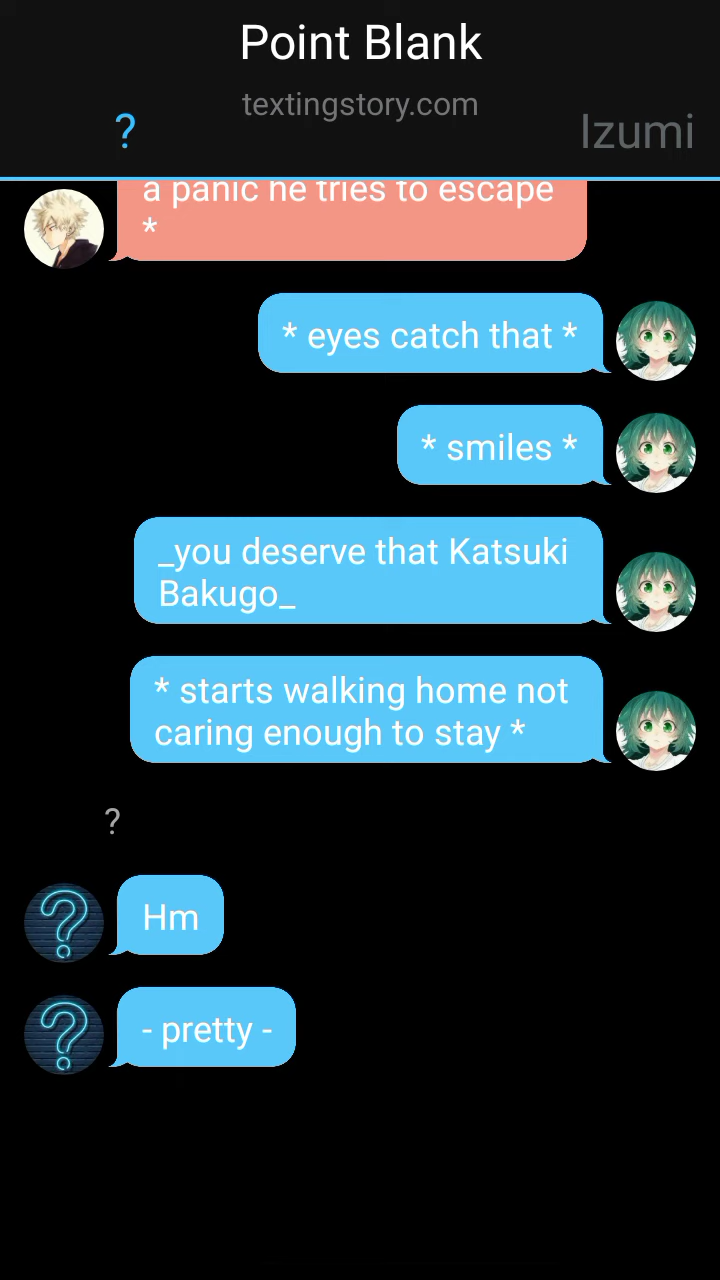 Point Blank
textingstory.com
?
Izumi
a panic he tries to escape
*
* eyes catch that *
* smiles *
_you deserve that Katsuki
Bakugo_
* starts walking home not
caring enough to stay *
?
Hm
- pretty -